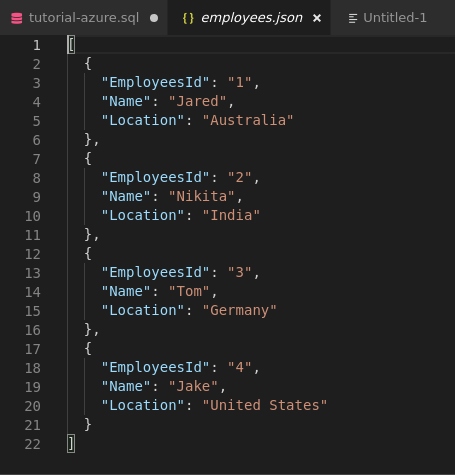 tutorial-azure.sql
{} employees.json
Untitled-1
1 [
2 {
3 "EmployeesId": "1",
4 "Name": "Jared",
5 "Location": "Australia"
6 },
7 {
8 "EmployeesId": "2",
9 "Name": "Nikita",
10 "Location": "India"
11 },
12 {
13 "EmployeesId": "3",
14 "Name": "Tom",
15 "Location": "Germany"
16 },
17 {
18 "EmployeesId": "4",
19 "Name": "Jake",
20 "Location": "United States"
21 }
22 ]